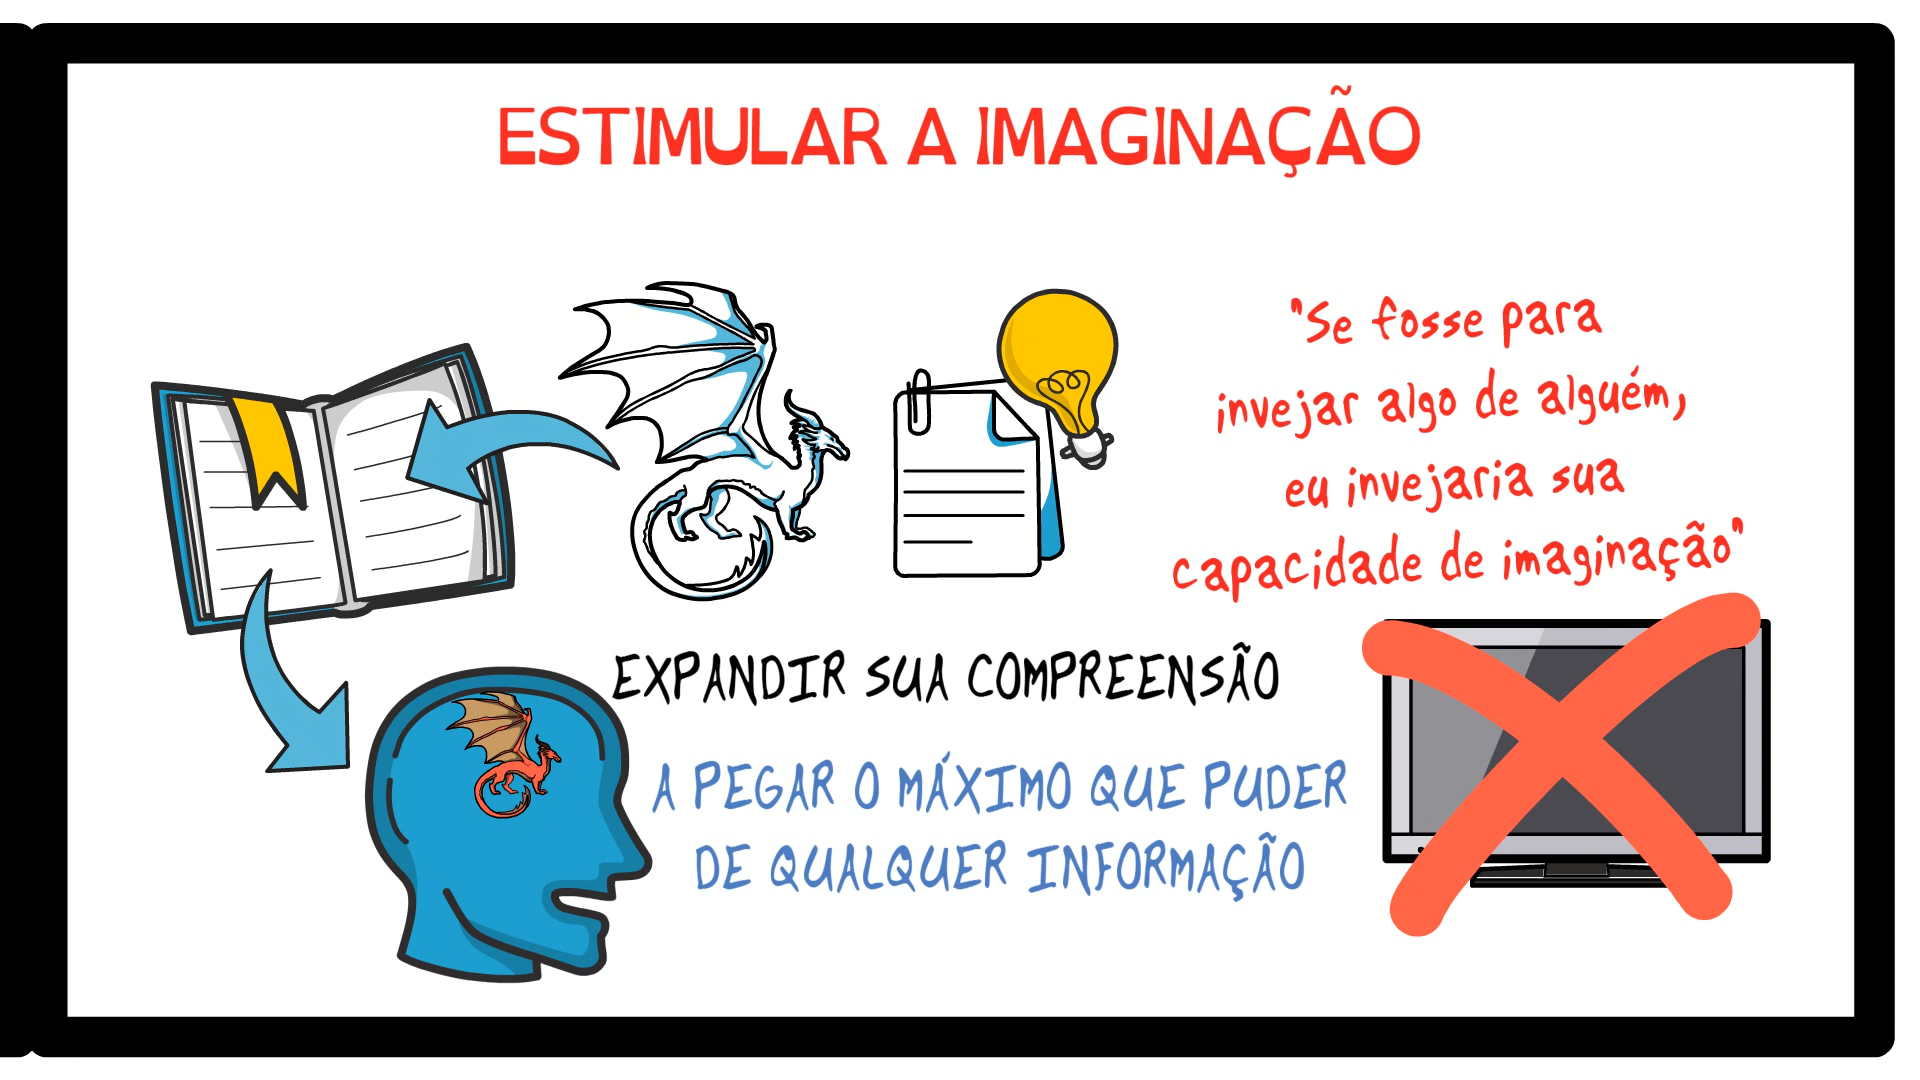 ESTIMULAR A IMAGINAÇÃO
"Se fosse para
invejar algo de alguém,
eu invejaria sua
capacidade de imaginação"
EXPANDIR SUA COMPREENSÃO
A PEGAR O MÁXIMO QUE PUDER
DE QUALQUER INFORMAÇÃO